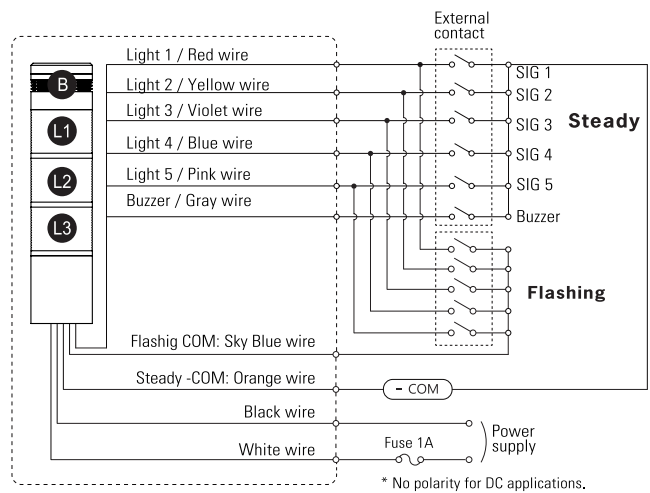 External
contact
Light 1 / Red wire
SIG 1
Light 2 / Yellow wire
SIG 2
Light 3 / Violet wire
SIG 3
Steady
Light 4 / Blue wire
SIG 4
Light 5 / Pink wire
SIG 5
Buzzer / Gray wire
Buzzer
B
L1
L2
L3
Flashing
Flashig COM: Sky Blue wire
Steady -COM: Orange wire
- COM
Black wire
White wire
Fuse 1A
Power
supply
* No polarity for DC applications.